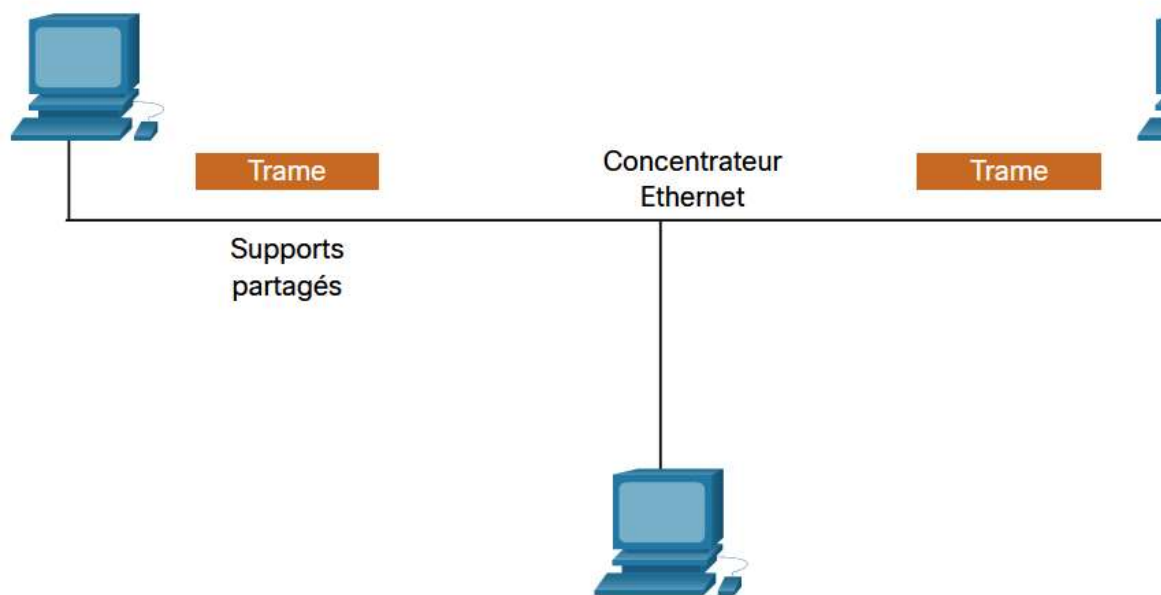 Trame
Concentrateur
Ethernet
Trame
Supports
partagés